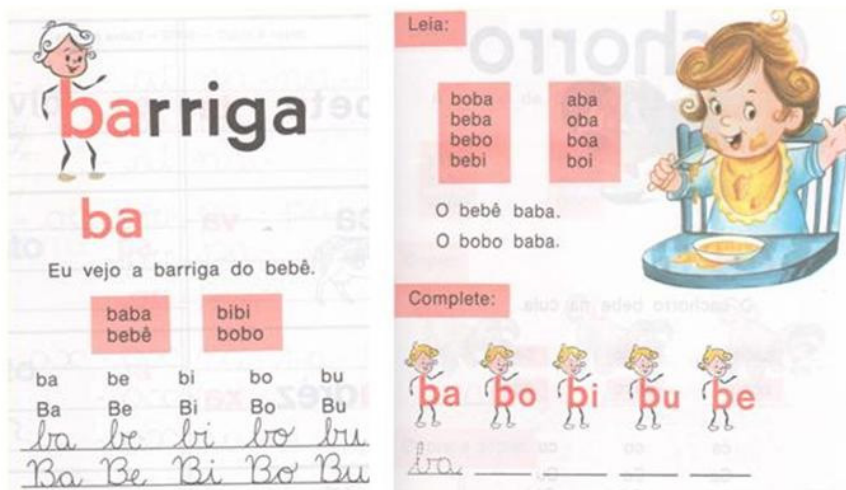 barriga
ba
Eu vejo a barriga do bebê.
baba bibi
bebê bobo
ba be bi bo bu
Ba Be Bi Bo Bu
ba be bi bo bu
Ba Be Bi Bo Bu
Leia:
boba aba
beba oba
bebo boa
bebi boi
O bebê baba.
O bobo baba.
Complete:
ba bo bi bu be
ba